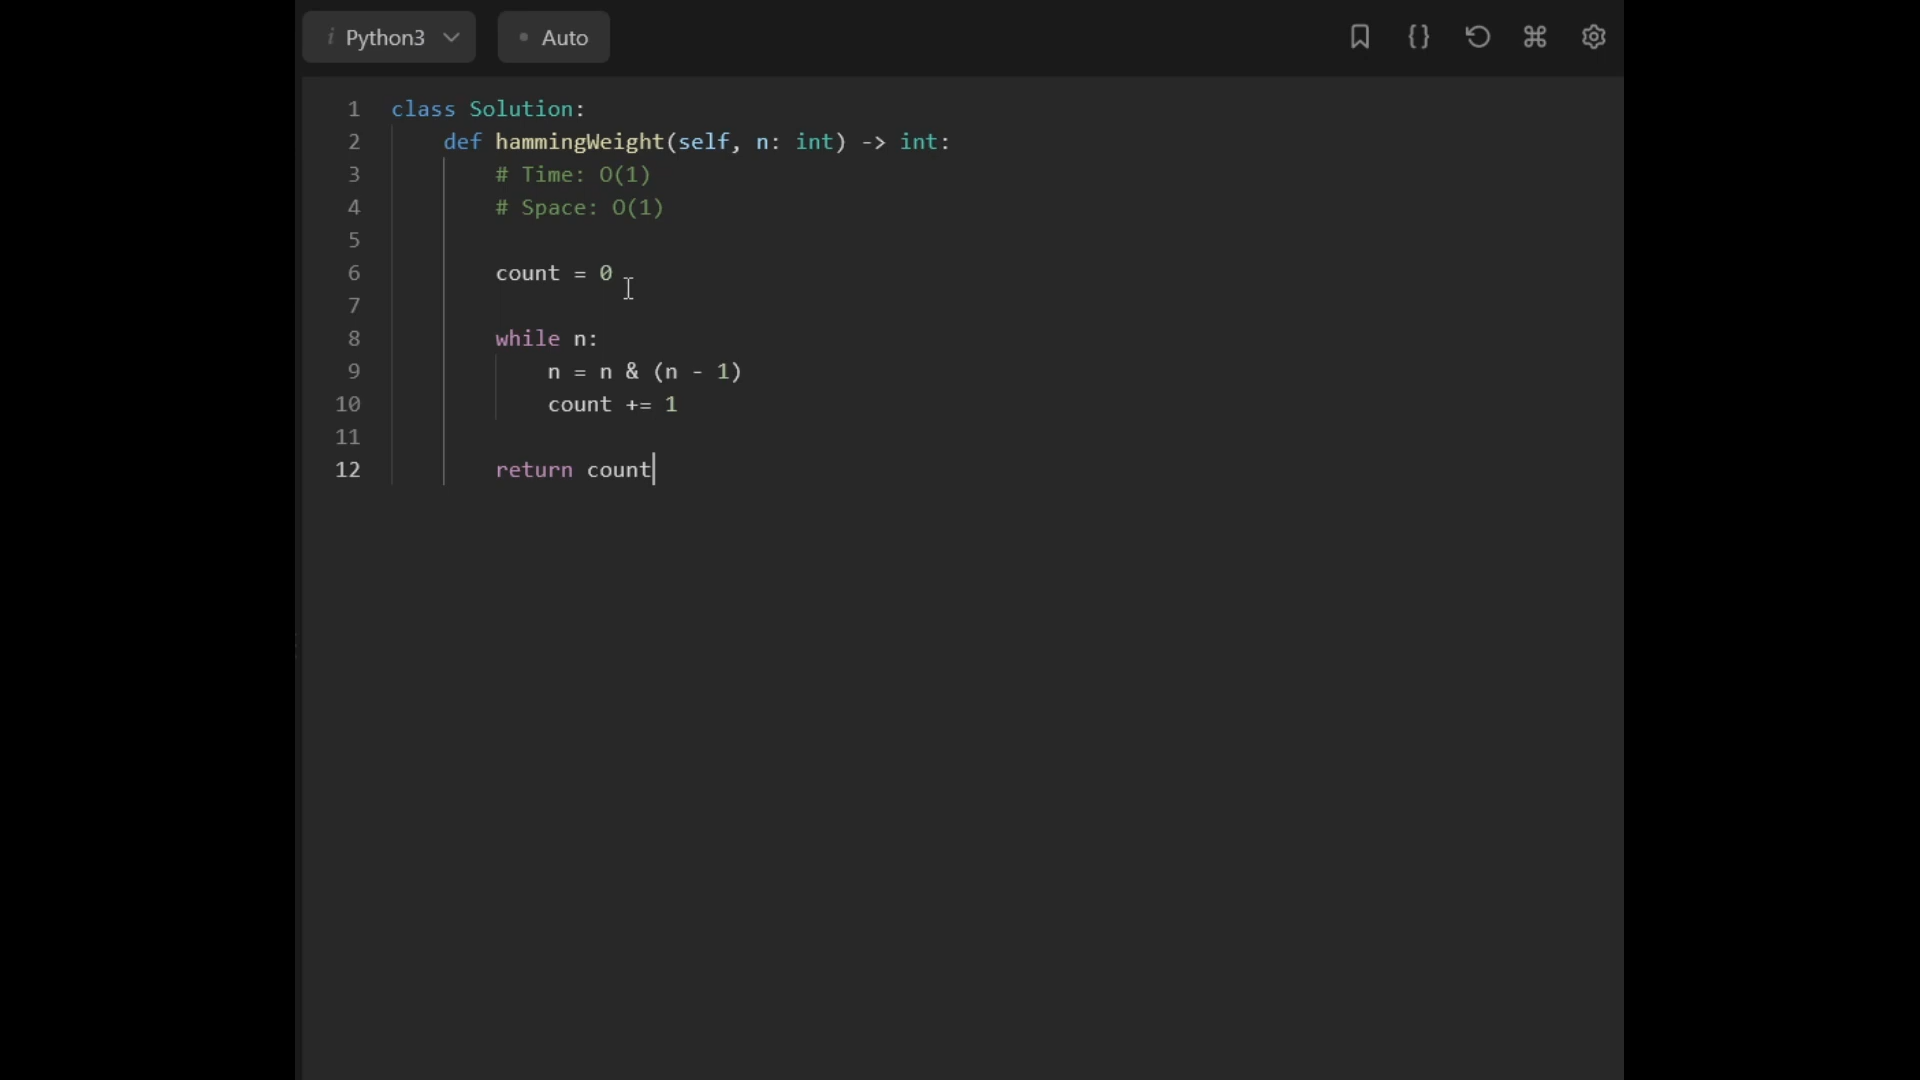 i Python3
Auto
{}
1 class Solution:
2 def hammingWeight(self, n: int) -> int:
3 # Time: O(1)
4 # Space: O(1)
5
6 count = 0
7
8 while n:
9 n = n & (n - 1)
10 count += 1
11
12 return count